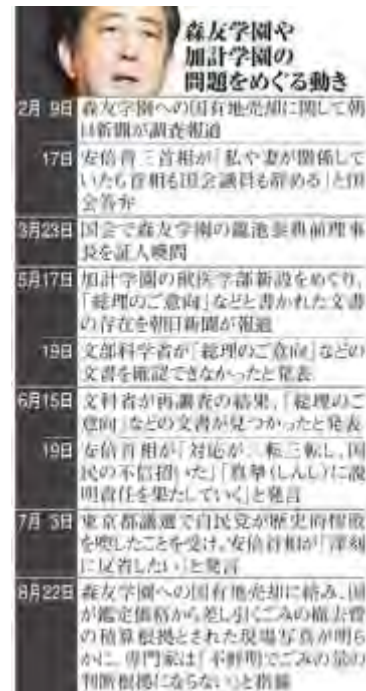 森友学園や
加計学園の
問題をめぐる動き
2月 9日 森友学園への国有地売却に関して朝
日新聞が調査報道
17日 安倍晋三首相が「私や妻が関係して
いたら首相も国会議員も辞める」と国
会答弁
3月23日 国会で森友学園の籠池泰典前理事
長を証人喚問
5月17日 加計学園の獣医学部新設をめぐり、
「総理のご意向」などと書かれた文書
の存在を朝日新聞が報道
19日 文部科学省が「総理のご意向」などの
文書を確認できなかったと発表
6月15日 文科省が再調査の結果、「総理のご
意向」などの文書が見つかったと発表
19日 安倍首相が「対応が二転三転し、国
民の不信招いた」「真摯(しんし)に説
明責任を果たしていく」と発言
7月 3日 東京都議選で自民党が歴史的惨敗
を喫したことを受け、安倍首相が「深刻
に反省したい」と発言
8月22日 森友学園への国有地売却に絡み、国
が鑑定価格から差し引くごみの撤去費
の積算根拠とされた現場写真が明ら
かに。専門家は「不鮮明でごみの量の
判断根拠にならない」と指摘